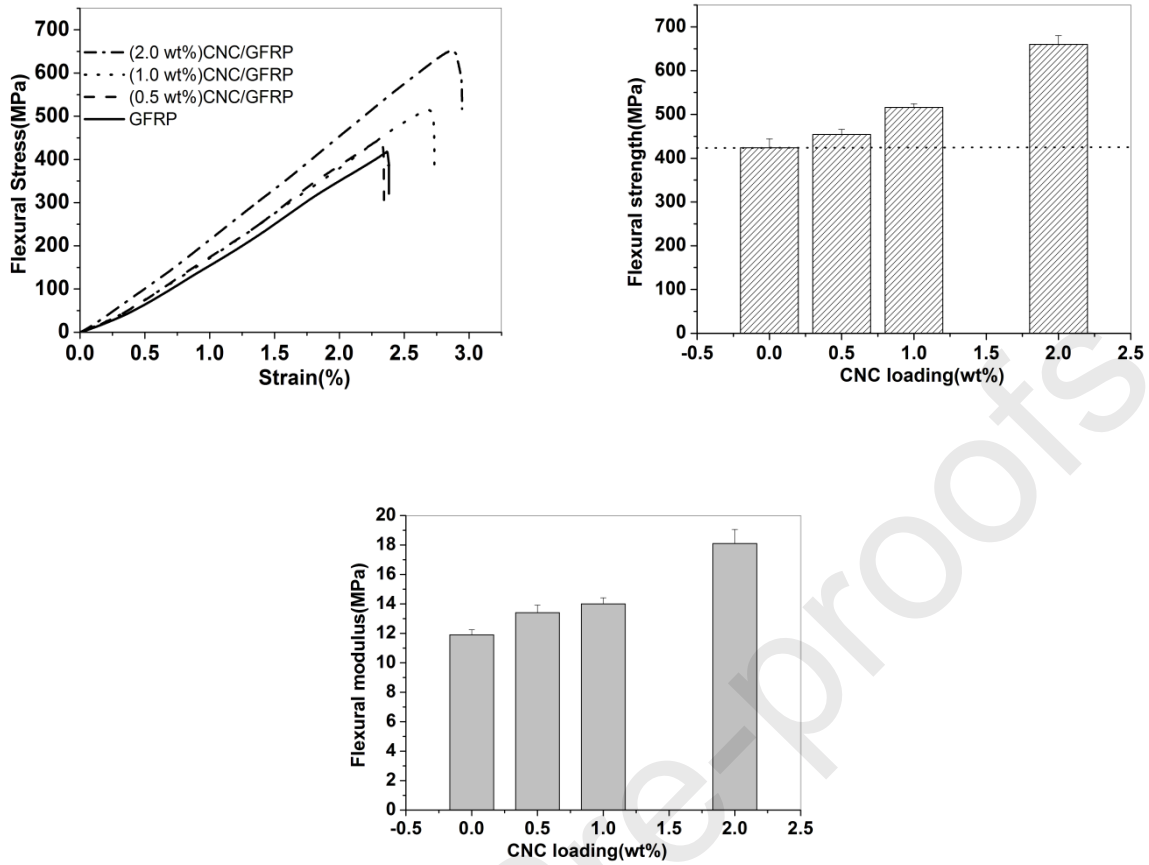 700
600
500
400
300
200
100
0
Flexural Stress(MPa)
(2.0 wt%)CNC/GFRP
(1.0 wt%)CNC/GFRP
(0.5 wt%)CNC/GFRP
GFRP
0.0 0.5 1.0 1.5 2.0 2.5 3.0
Strain(%)
700
600
500
400
300
200
100
0
Flexural strength(MPa)
-0.5 0.0 0.5 1.0 1.5 2.0 2.5
CNC loading(wt%)
20
18
16
14
12
10
8
6
4
2
0
Flexural modulus(MPa)
-0.5 0.0 0.5 1.0 1.5 2.0 2.5
CNC loading(wt%)
re-proofs